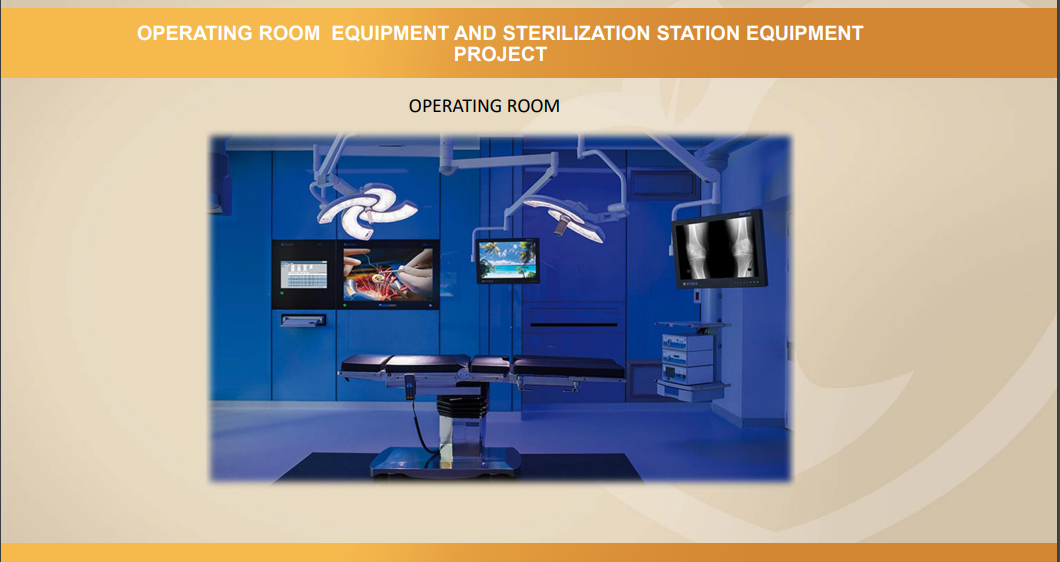 OPERATING ROOM  EQUIPMENT AND STERILIZATION STATION EQUIPMENT
PROJECT
OPERATING ROOM